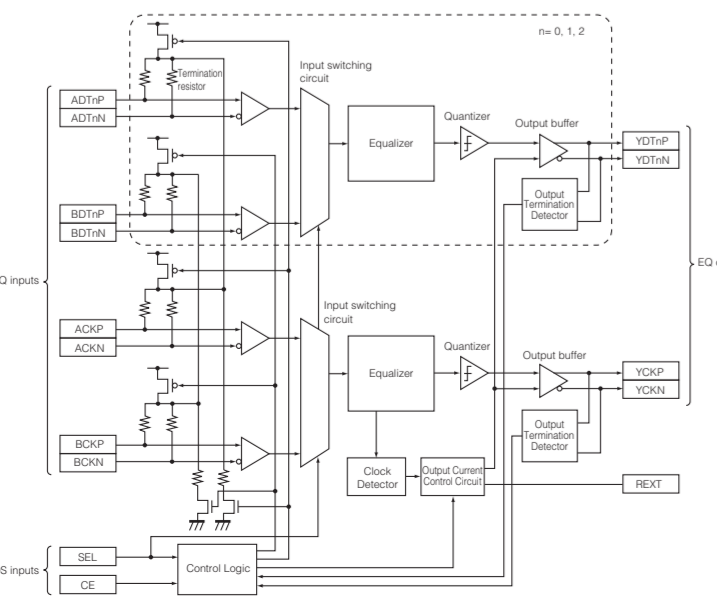 n= 0, 1, 2
Input switching
circuit
Termination
resistor
ADTnP
ADTnN
Equalizer
Quantizer
Output buffer
YDTnP
YDTnN
Output
Termination
Detector
BDTnP
BDTnN
inputs
EQ
Input switching
circuit
ACKP
ACKN
Equalizer
Quantizer
Output buffer
YCKP
YCKN
Output
Termination
Detector
BCKP
BCKN
Clock
Detector
Output Current
Control Circuit
REXT
SEL
Control Logic
S inputs
CE